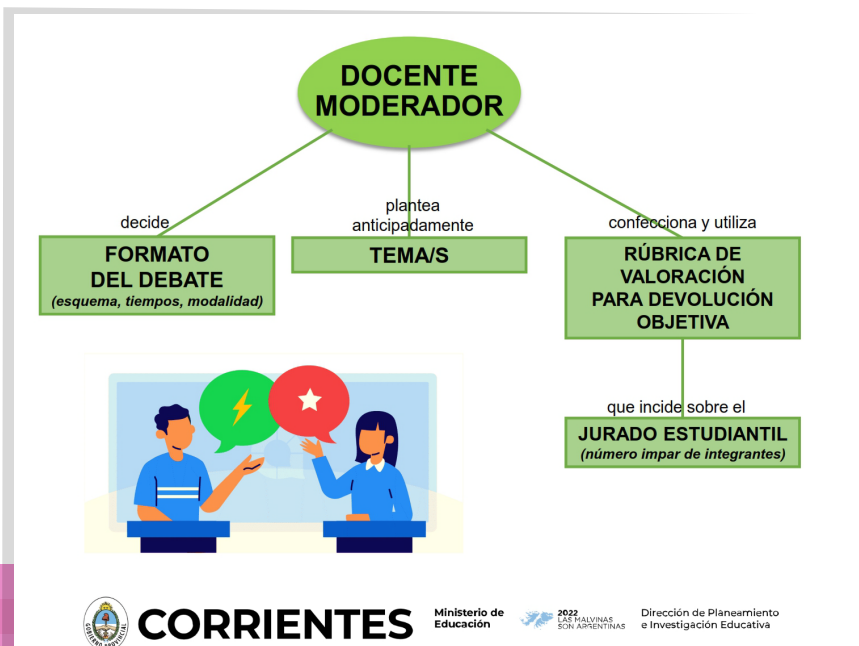 DOCENTE
MODERADOR
decide
FORMATO
DEL DEBATE
(esquema, tiempos, modalidad)
plantea
anticipadamente
TEMA/S
confecciona y utiliza
RÚBRICA DE
VALORACIÓN
PARA DEVOLUCIÓN
OBJETIVA
que incide sobre el
JURADO ESTUDIANTIL
(número impar de integrantes)
GOBIERNO PROVINCIAL
CORRIENTES
Ministerio de
Educación
2022
LAS MALVINAS
SON ARGENTINAS
Dirección de Planeamiento
e Investigación Educativa